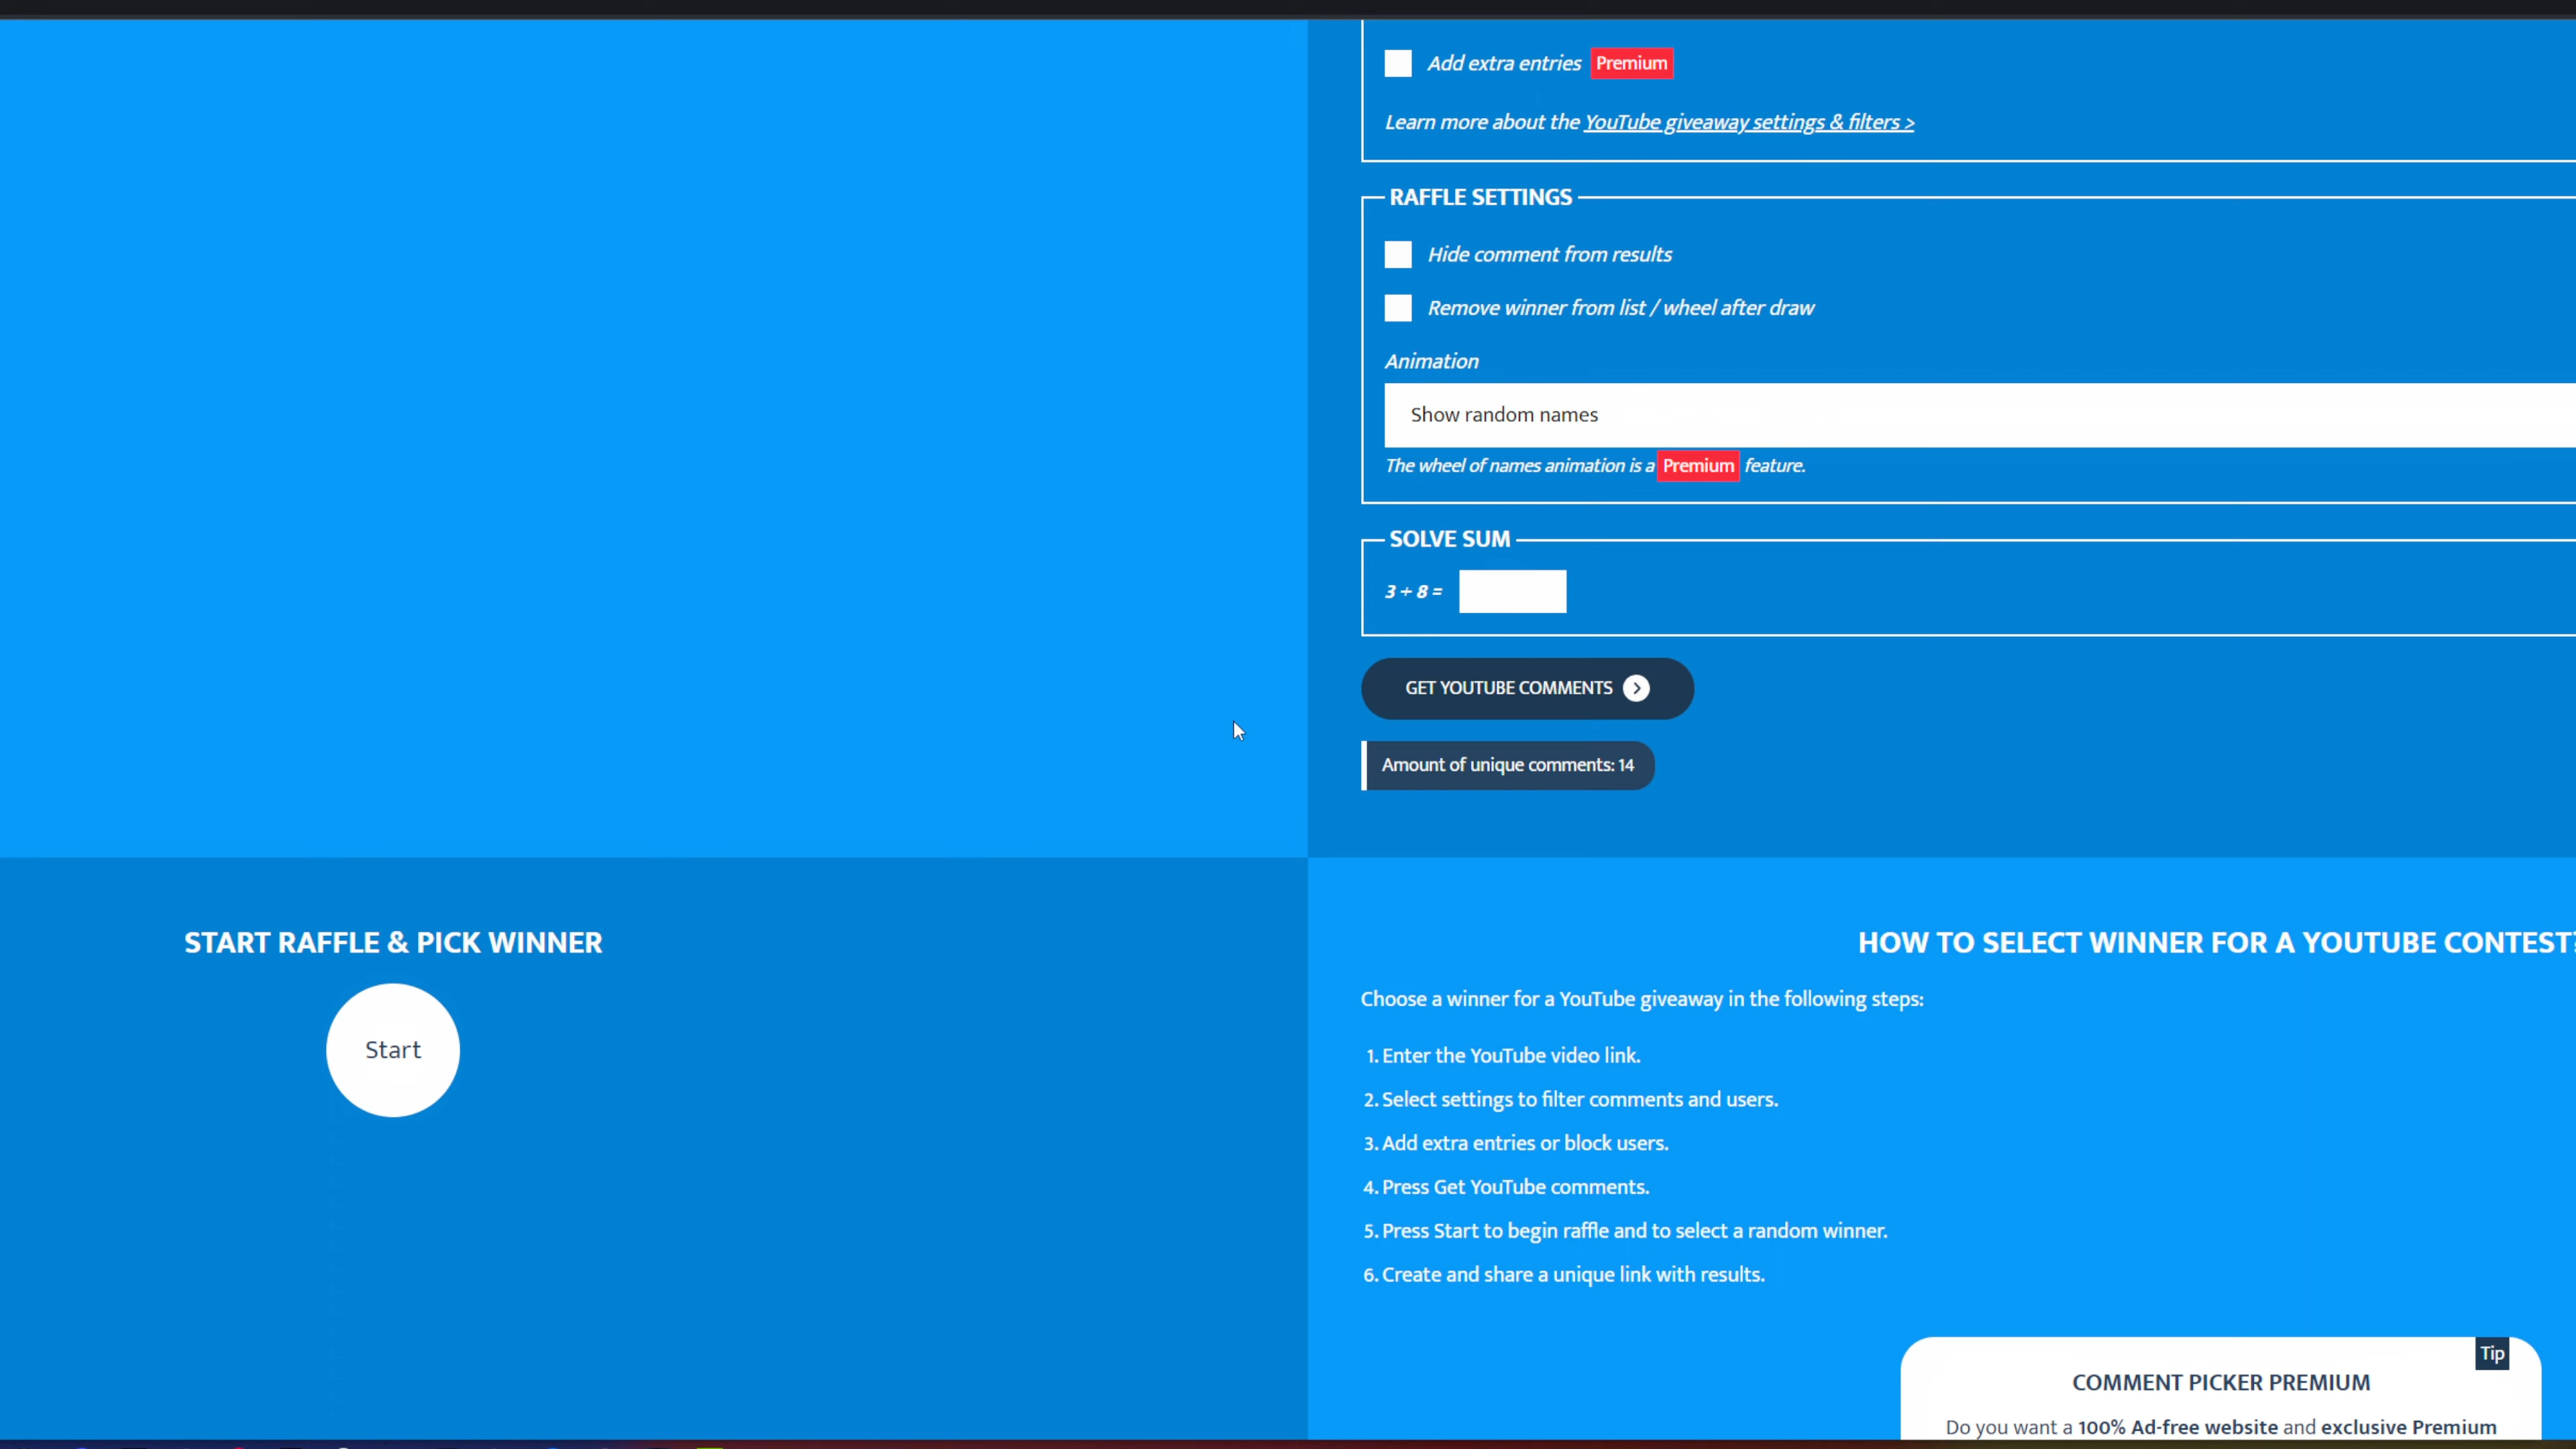 Add extra entries Premium
Learn more about the YouTube giveaway settings & filters >
RAFFLE SETTINGS
Hide comment from results
Remove winner from list / wheel after draw
Animation
Show random names
The wheel of names animation is a Premium feature.
SOLVE SUM
3 + 8 =
GET YOUTUBE COMMENTS
Amount of unique comments: 14
START RAFFLE & PICK WINNER
Start
HOW TO SELECT WINNER FOR A YOUTUBE CONTEST?
Choose a winner for a YouTube giveaway in the following steps:
1. Enter the YouTube video link.
2. Select settings to filter comments and users.
3. Add extra entries or block users.
4. Press Get YouTube comments.
5. Press Start to begin raffle and to select a random winner.
6. Create and share a unique link with results.
Tip
COMMENT PICKER PREMIUM
Do you want a 100% Ad-free website and exclusive Premium